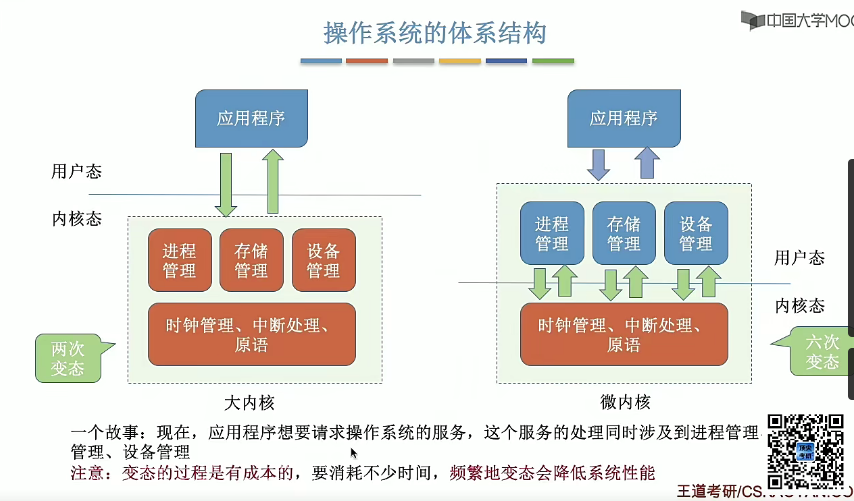 中国大学MOO
操作系统的体系结构
应用程序
用户态
内核态
进程
管理
存储
管理
设备
管理
时钟管理、中断处理、
原语
两次
变态
大内核
应用程序
进程
管理
存储
管理
设备
管理
用户态
内核态
时钟管理、中断处理、
原语
六次
变态
微内核
一个故事：现在，应用程序想要请求操作系统的服务，这个服务的处理同时涉及到进程管理
管理、设备管理
注意：变态的过程是有成本的，要消耗不少时间，频繁地变态会降低系统性能
王道考研/CS